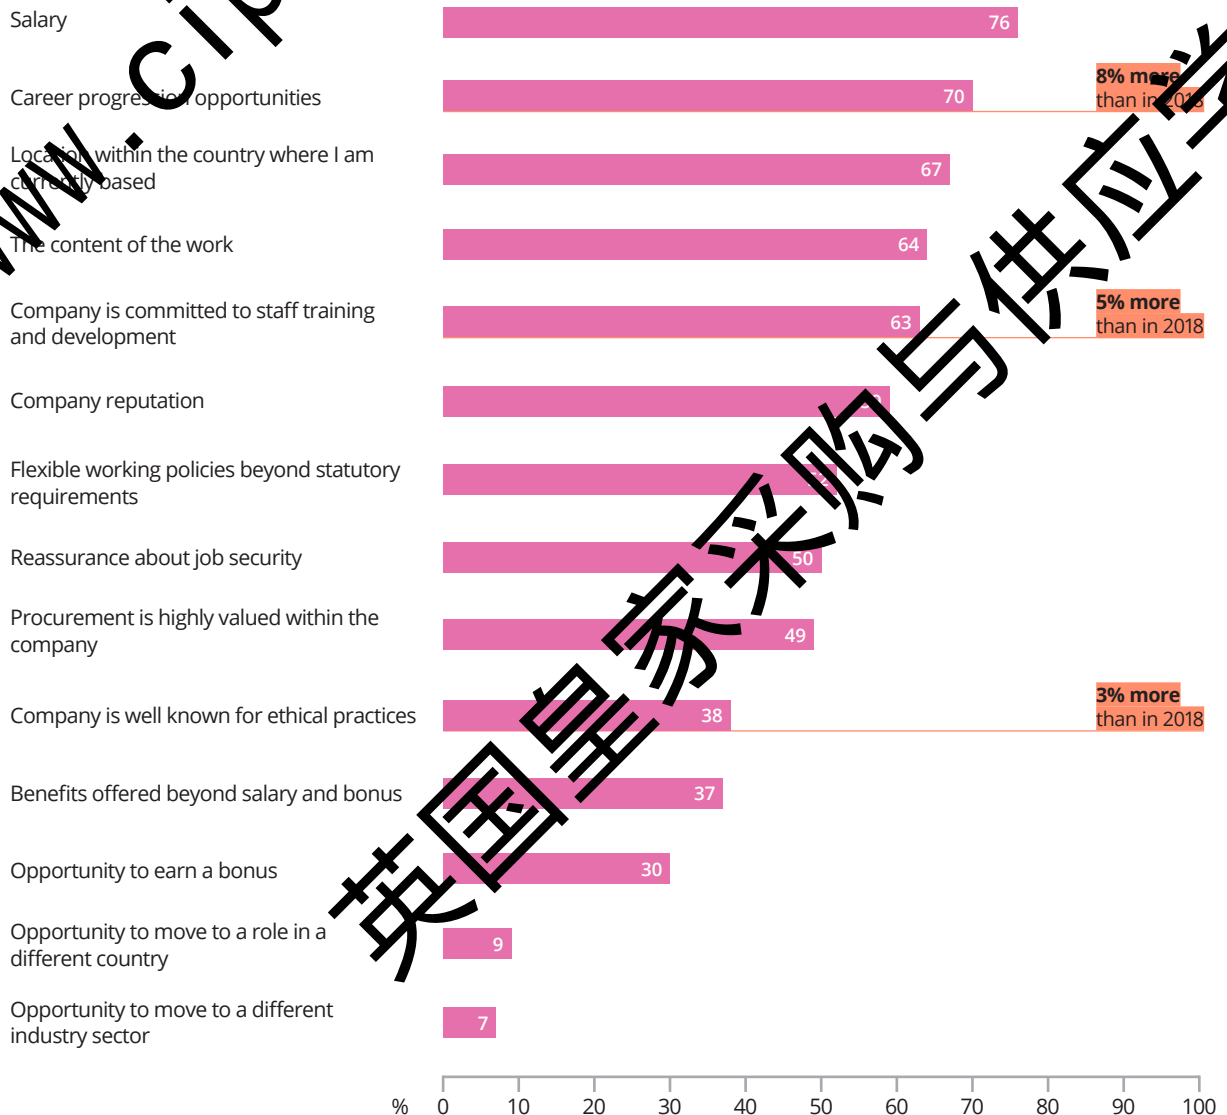 Salary
76
8% more
Career progression opportunities
70
than in 2018
Location within the country where I am
currently based
67
The content of the work
64
Company is committed to staff training
and development
63
5% more
than in 2018
Company reputation
59
Flexible working policies beyond statutory
requirements
52
Reassurance about job security
50
Procurement is highly valued within the
company
49
Company is well known for ethical practices
38
3% more
than in 2018
Benefits offered beyond salary and bonus
37
Opportunity to earn a bonus
30
Opportunity to move to a role in a
different country
9
Opportunity to move to a different
industry sector
7
% 0 10 20 30 40 50 60 70 80 90 100
英国皇家采购与供应学